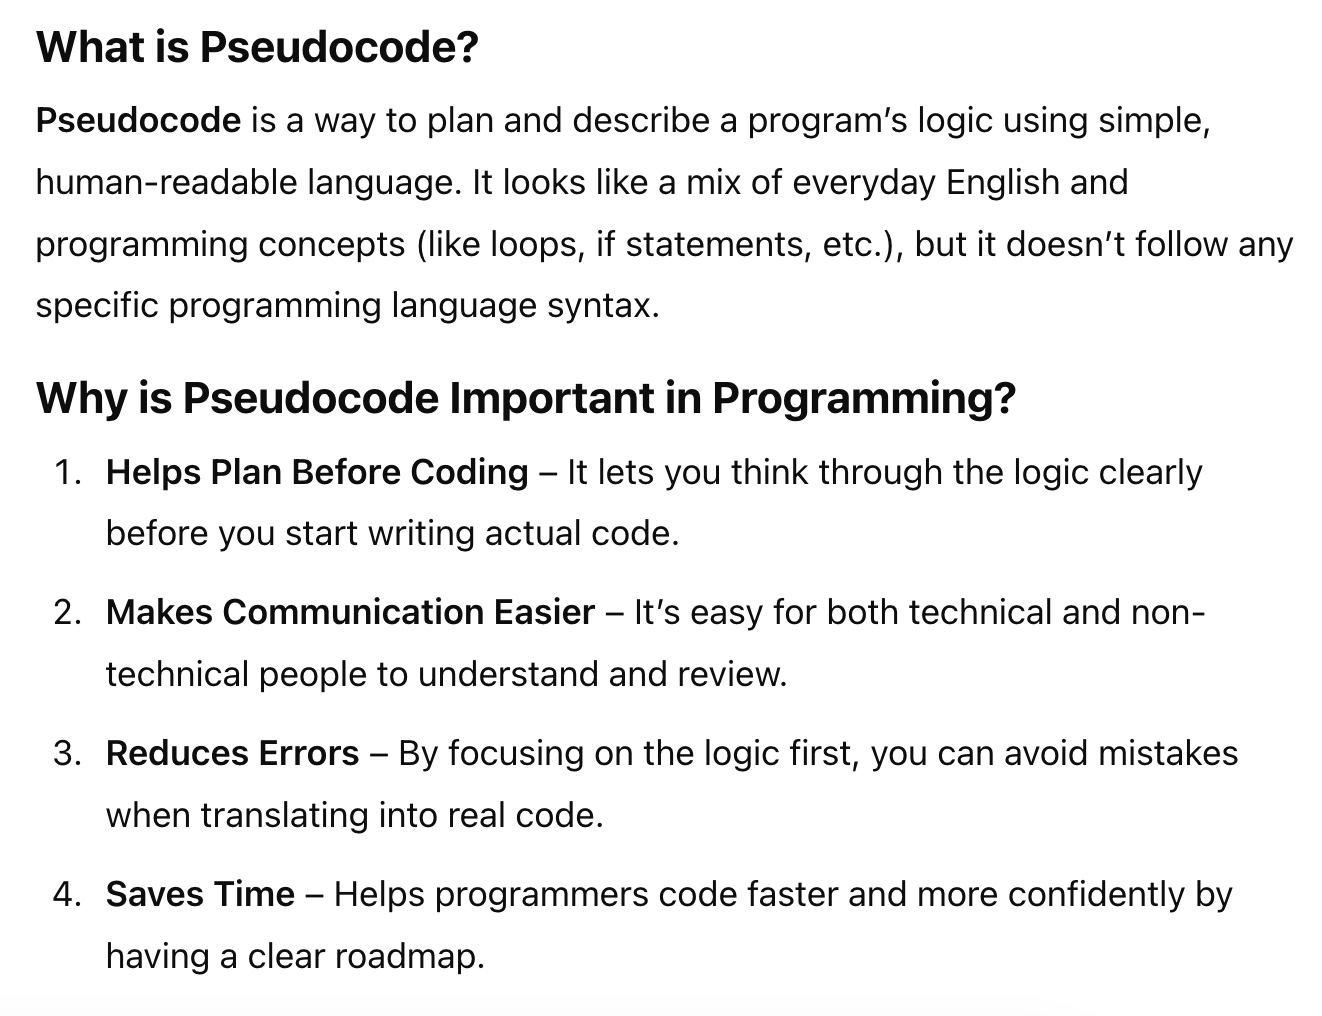 What is Pseudocode?
Pseudocode is a way to plan and describe a program’s logic using simple,
human-readable language. It looks like a mix of everyday English and
programming concepts (like loops, if statements, etc.), but it doesn’t follow any
specific programming language syntax.
Why is Pseudocode Important in Programming?
1. Helps Plan Before Coding – It lets you think through the logic clearly
before you start writing actual code.
2. Makes Communication Easier – It’s easy for both technical and non-
technical people to understand and review.
3. Reduces Errors – By focusing on the logic first, you can avoid mistakes
when translating into real code.
4. Saves Time – Helps programmers code faster and more confidently by
having a clear roadmap.